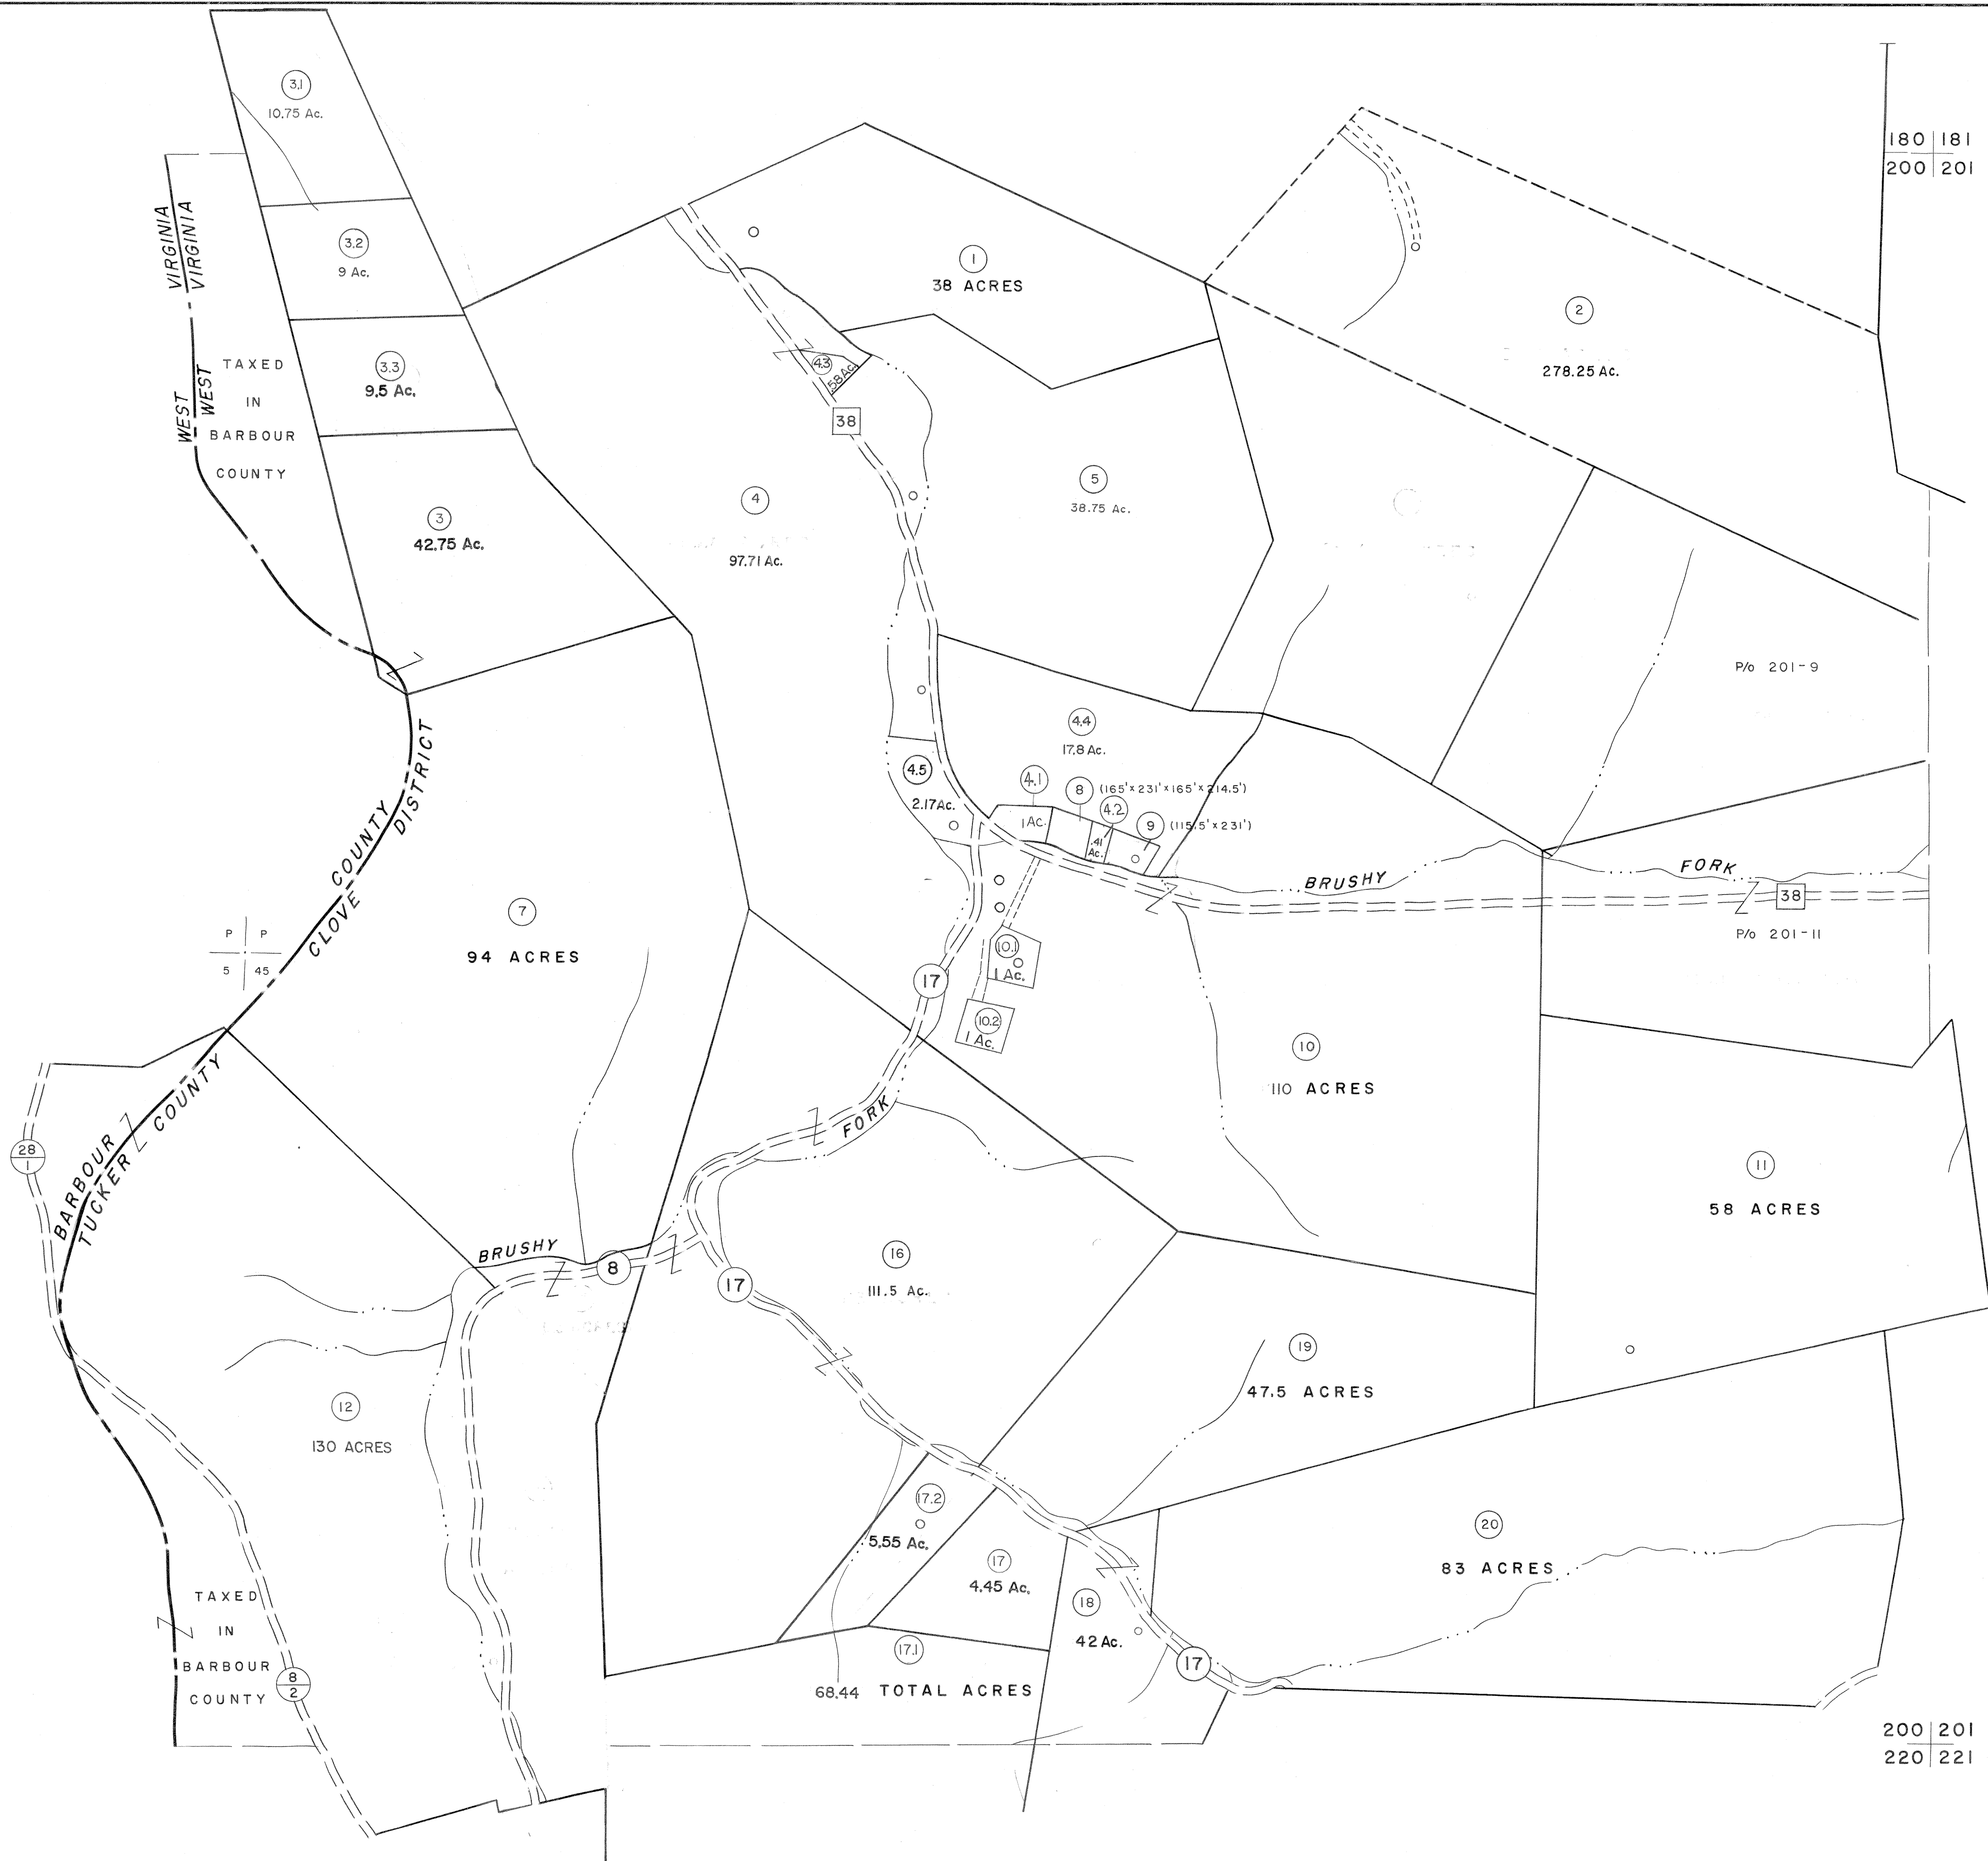 3.1
10.75 Ac.
180 181
200 201
WEST VIRGINIA
WEST VIRGINIA
3.2
9 Ac.
1
38 ACRES
2
278.25 Ac.
TAXED
IN
BARBOUR
COUNTY
3.3
9.5 Ac.
4.3
.58 Ac.
38
3
42.75 Ac.
4
97.71 Ac.
5
38.75 Ac.
P/o 201-9
4.4
17.8 Ac.
4.5
2.17 Ac.
4.1
1 Ac.
8 (165' x 231' x 165' x 214.5')
4.2
.41
Ac.
9 (115.5' x 231')
BRUSHY FORK
38
P/o 201-11
COUNTY
CLOVE DISTRICT
P P
5 45
7
94 ACRES
10.1
1 Ac.
17
10.2
1 Ac.
10
110 ACRES
BARBOUR
TUCKER COUNTY
28
1
11
58 ACRES
BRUSHY FORK
8
17
16
111.5 Ac.
19
47.5 ACRES
12
130 ACRES
17.2
5.55 Ac.
17
4.45 Ac.
20
83 ACRES
18
42 Ac.
TAXED
IN
BARBOUR
COUNTY
8
2
17.1
68.44 TOTAL ACRES
17
200 201
220 221